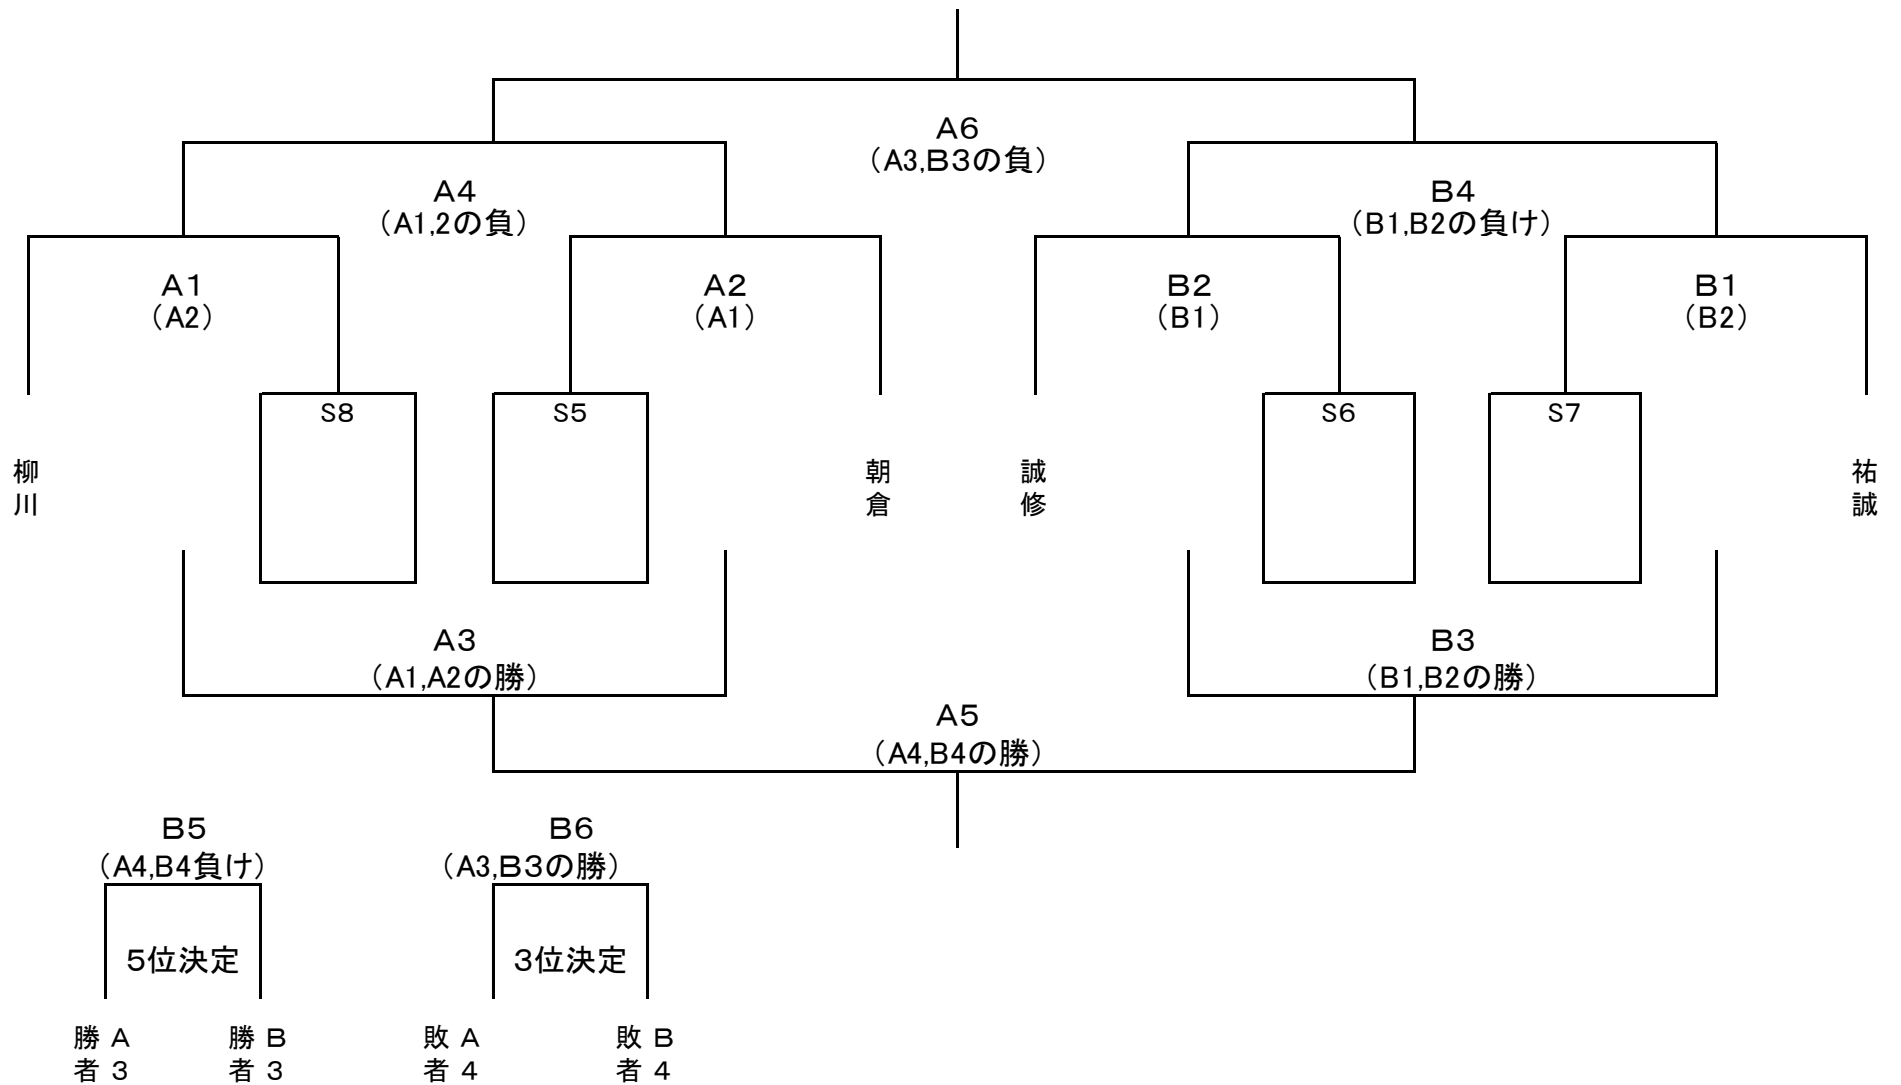 A6
（A3,B3の負）
A4
（A1,2の負）
B4
（B1,B2の負け）
A1
（A2）
A2
（A1）
B2
（B1）
B1
（B2）
S8
S5
S6
S7
柳川
朝倉
誠修
祐誠
A3
（A1,A2の勝）
B3
（B1,B2の勝）
A5
（A4,B4の勝）
B5
（A4,B4負け）
B6
（A3,B3の勝）
5位決定
3位決定
A3
勝者
B3
勝者
A4
敗者
B4
敗者